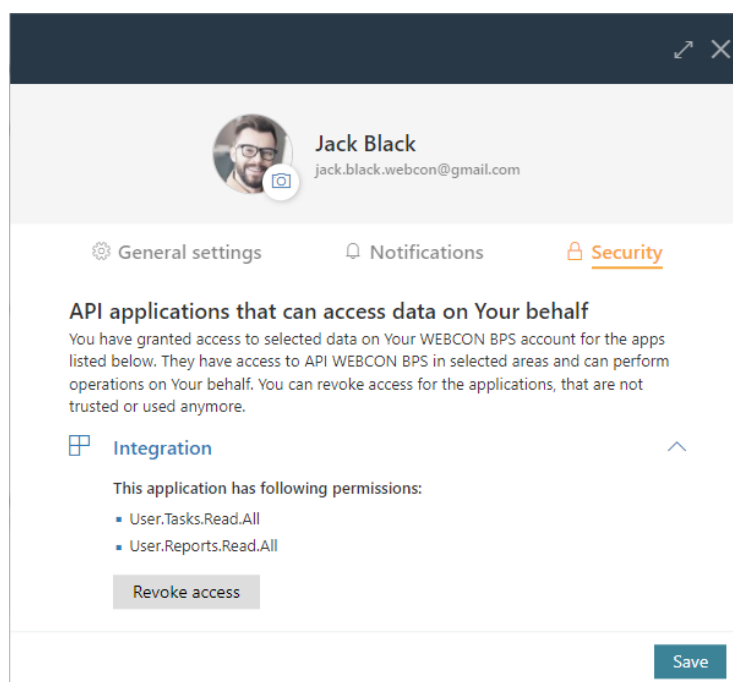 Jack Black
jack.black.webcon@gmail.com
General settings
Notifications
Security
API applications that can access data on Your behalf
You have granted access to selected data on Your WEBCON BPS account for the apps
listed below. They have access to API WEBCON BPS in selected areas and can perform
operations on Your behalf. You can revoke access for the applications, that are not
trusted or used anymore.
Integration
This application has following permissions:
User.Tasks.Read.All
User.Reports.Read.All
Revoke access
Save